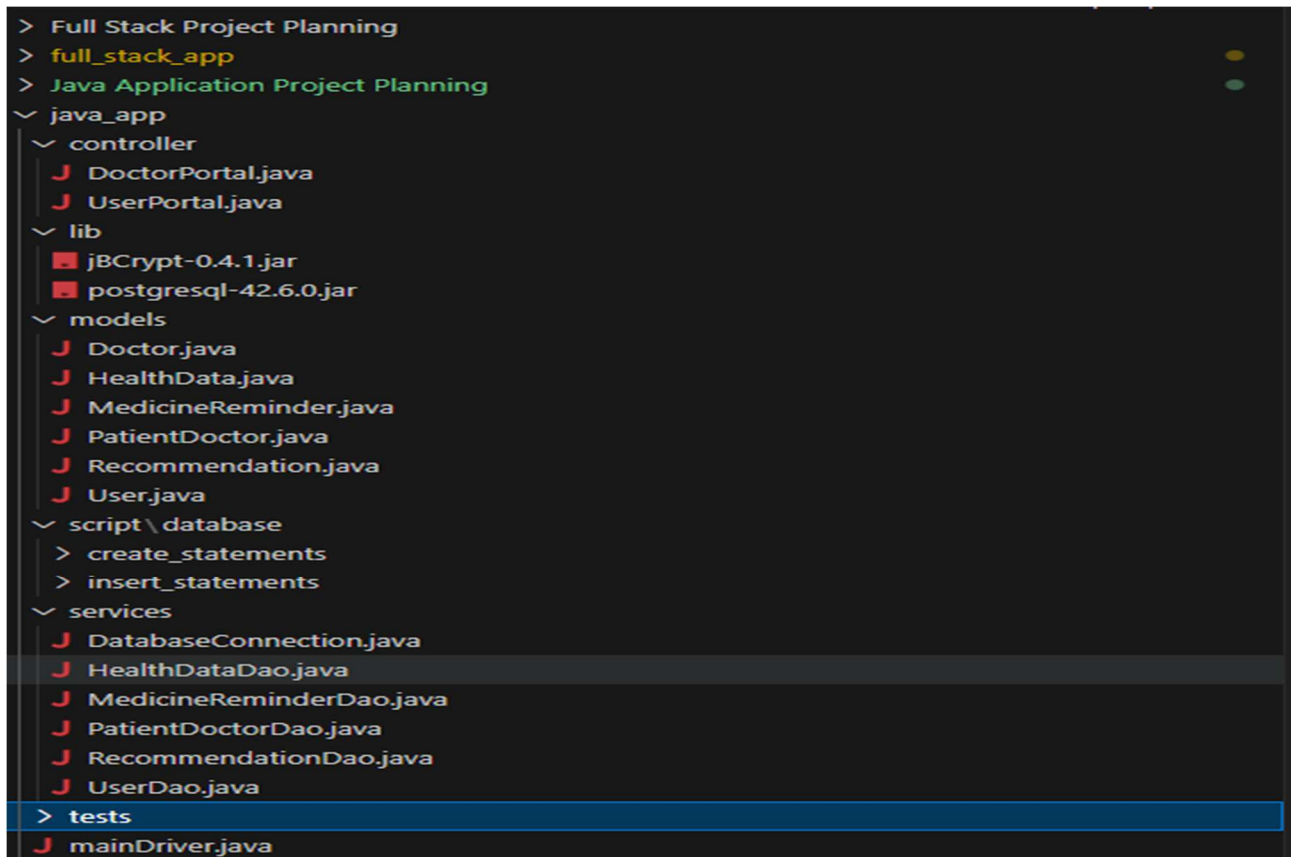 Full Stack Project Planning
full_stack_app
Java Application Project Planning
java_app
controller
DoctorPortal.java
UserPortal.java
lib
jBCrypt-0.4.1.jar
postgresql-42.6.0.jar
models
Doctor.java
HealthData.java
MedicineReminder.java
PatientDoctor.java
Recommendation.java
User.java
script\database
create_statements
insert_statements
services
DatabaseConnection.java
HealthDataDao.java
MedicineReminderDao.java
PatientDoctorDao.java
RecommendationDao.java
UserDao.java
tests
mainDriver.java